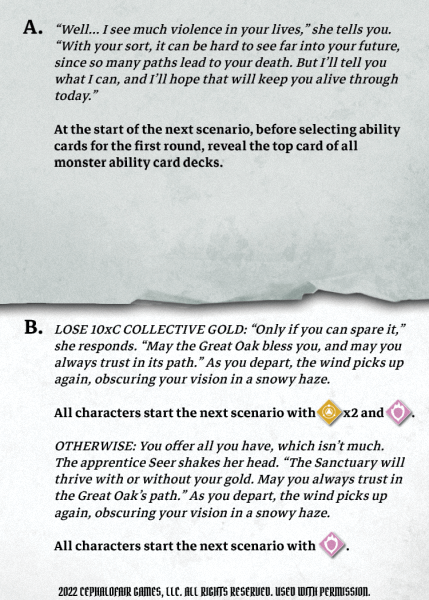 A. “Well... I see much violence in your lives,” she tells you.
“With your sort, it can be hard to see far into your future,
since so many paths lead to your death. But I’ll tell you
what I can, and I’ll hope that will keep you alive through
today.”
At the start of the next scenario, before selecting ability
cards for the first round, reveal the top card of all
monster ability card decks.
B. LOSE 10xC COLLECTIVE GOLD: “Only if you can spare it,”
she responds. “May the Great Oak bless you, and may you
always trust in its path.” As you depart, the wind picks up
again, obscuring your vision in a snowy haze.
All characters start the next scenario with x2 and .
OTHERWISE: You offer all you have, which isn’t much.
The apprentice Seer shakes her head. “The Sanctuary will
thrive with or without your gold. May you always trust in
the Great Oak’s path.” As you depart, the wind picks up
again, obscuring your vision in a snowy haze.
All characters start the next scenario with .
2022 CEPHALOFAIR GAMES, LLC. ALL RIGHTS RESERVED. USED WITH PERMISSION.